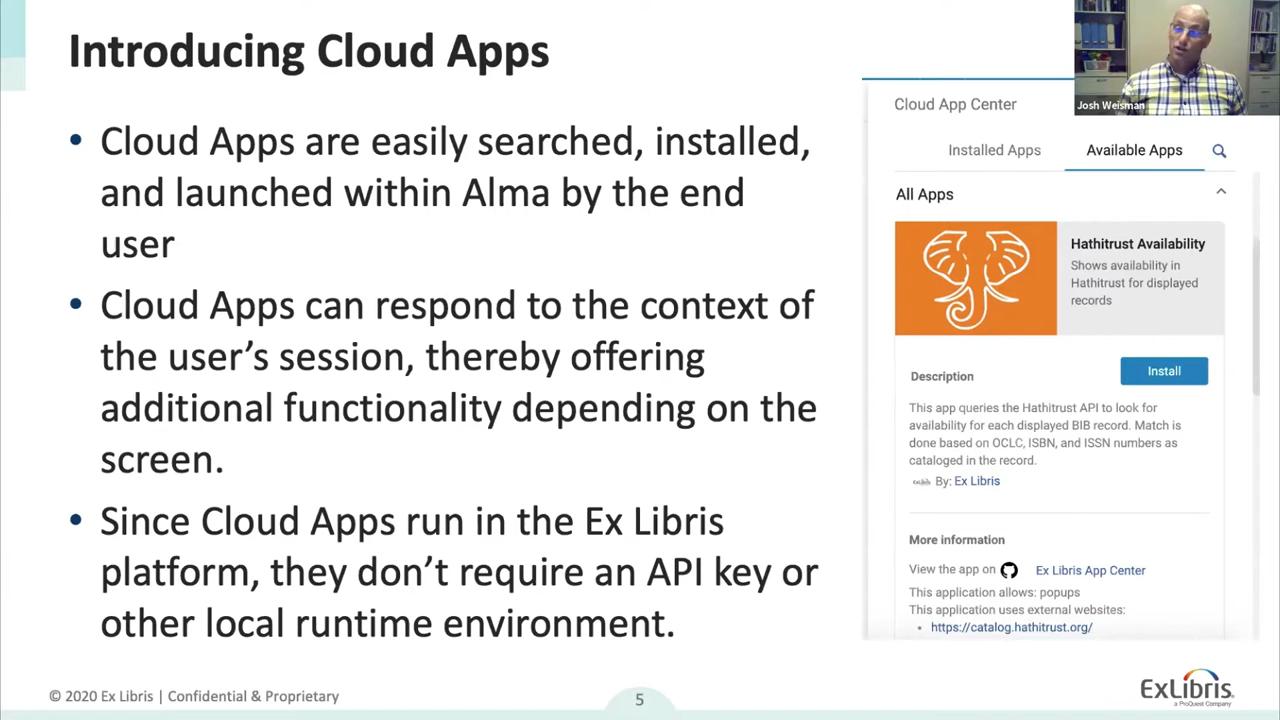 Introducing Cloud Apps
• Cloud Apps are easily searched, installed,
and launched within Alma by the end
user
• Cloud Apps can respond to the context of
the user’s session, thereby offering
additional functionality depending on the
screen.
• Since Cloud Apps run in the Ex Libris
platform, they don’t require an API key or
other local runtime environment.
Josh Weisman
Cloud App Center
Installed Apps
Available Apps
All Apps
Hathitrust Availability
Shows availability in
Hathitrust for displayed
records
Description
Install
This app queries the Hathitrust API to look for
availability for each displayed BIB record. Match is
done based on OCLC, ISBN, and ISSN numbers as
cataloged in the record.
By: Ex Libris
More information
View the app on Ex Libris App Center
This application allows: popups
This application uses external websites:
• https://catalog.hathitrust.org/
© 2020 Ex Libris | Confidential & Proprietary
5
ExLibris
a ProQuest Company